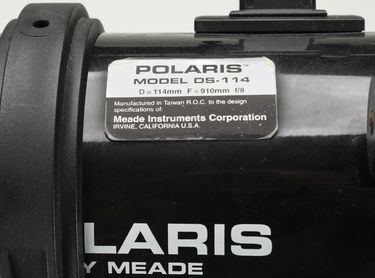 POLARIS™
MODEL DS-114
D = 114mm F = 910mm f/8
Manufactured in Taiwan R.O.C. to the design
specifications of:
Meade Instruments Corporation
IRVINE, CALIFORNIA U.S.A.
LARIS
Y MEADE